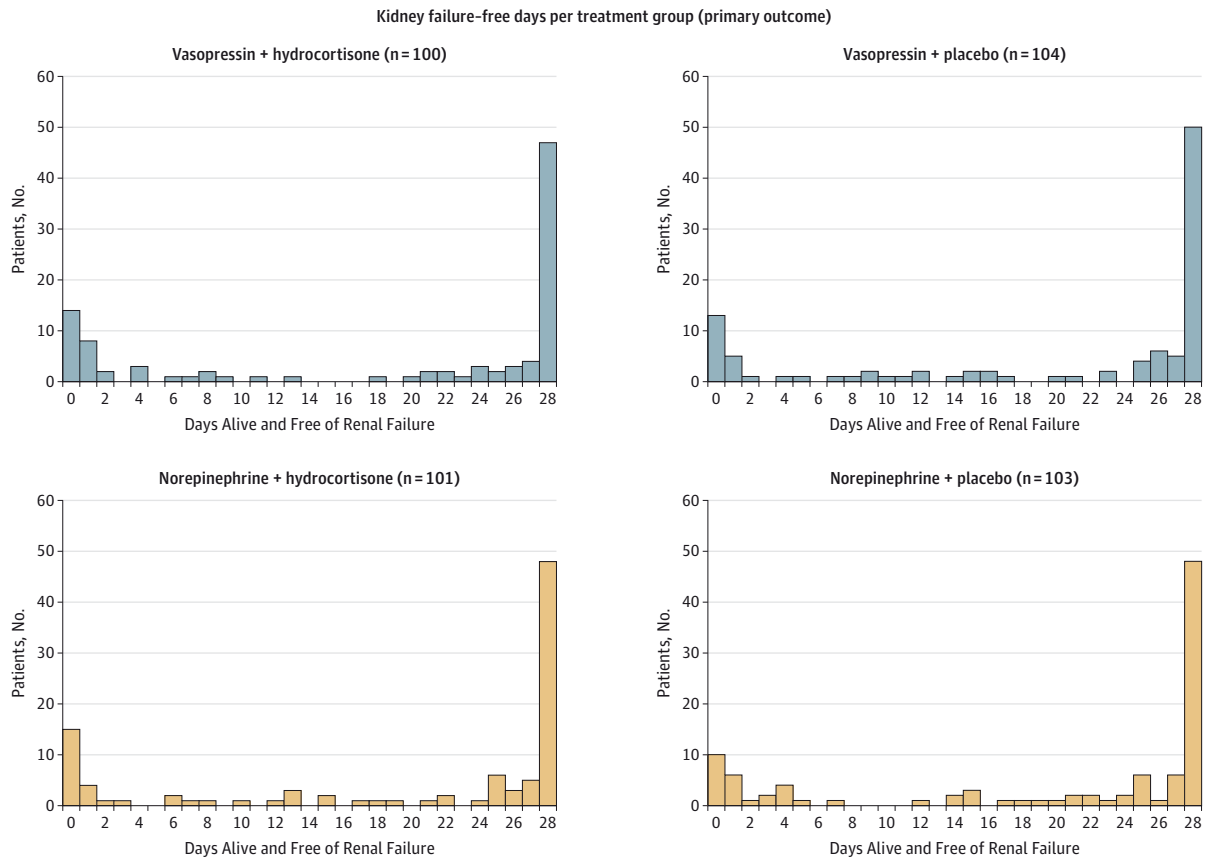 Kidney failure-free days per treatment group (primary outcome)
Vasopressin + hydrocortisone (n = 100)
60
50
40
30
20
10
0
Patients, No.
0 2 4 6 8 10 12 14 16 18 20 22 24 26 28
Days Alive and Free of Renal Failure
Vasopressin + placebo (n = 104)
60
50
40
30
20
10
0
Patients, No.
0 2 4 6 8 10 12 14 16 18 20 22 24 26 28
Days Alive and Free of Renal Failure
Norepinephrine + hydrocortisone (n = 101)
60
50
40
30
20
10
0
Patients, No.
0 2 4 6 8 10 12 14 16 18 20 22 24 26 28
Days Alive and Free of Renal Failure
Norepinephrine + placebo (n = 103)
60
50
40
30
20
10
0
Patients, No.
0 2 4 6 8 10 12 14 16 18 20 22 24 26 28
Days Alive and Free of Renal Failure